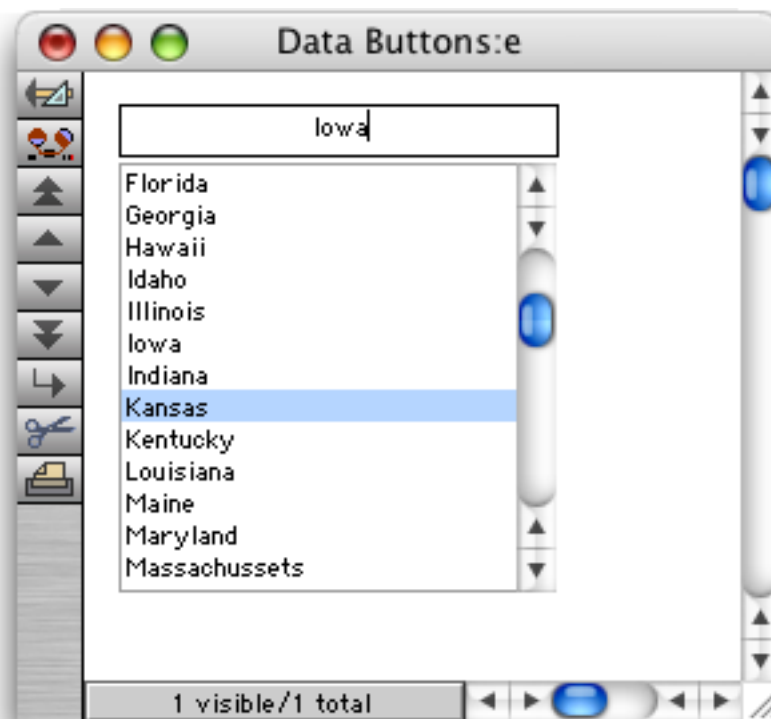 Data Buttons:e
Iowa
Florida
Georgia
Hawaii
Idaho
Illinois
Iowa
Indiana
Kansas
Kentucky
Louisiana
Maine
Maryland
Massachussets
1 visible/1 total